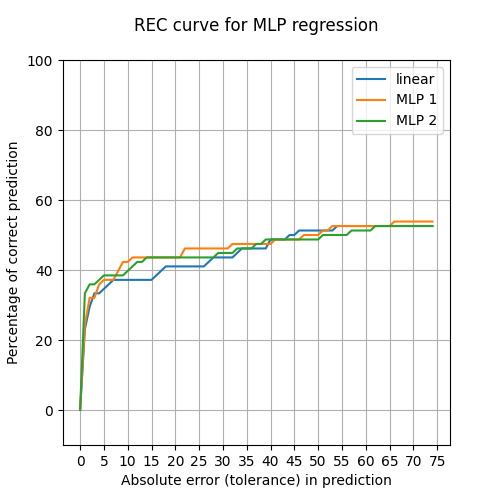 REC curve for MLP regression
linear
MLP 1
MLP 2
100
80
60
40
20
0
Percentage of correct prediction
0 5 10 15 20 25 30 35 40 45 50 55 60 65 70 75
Absolute error (tolerance) in prediction